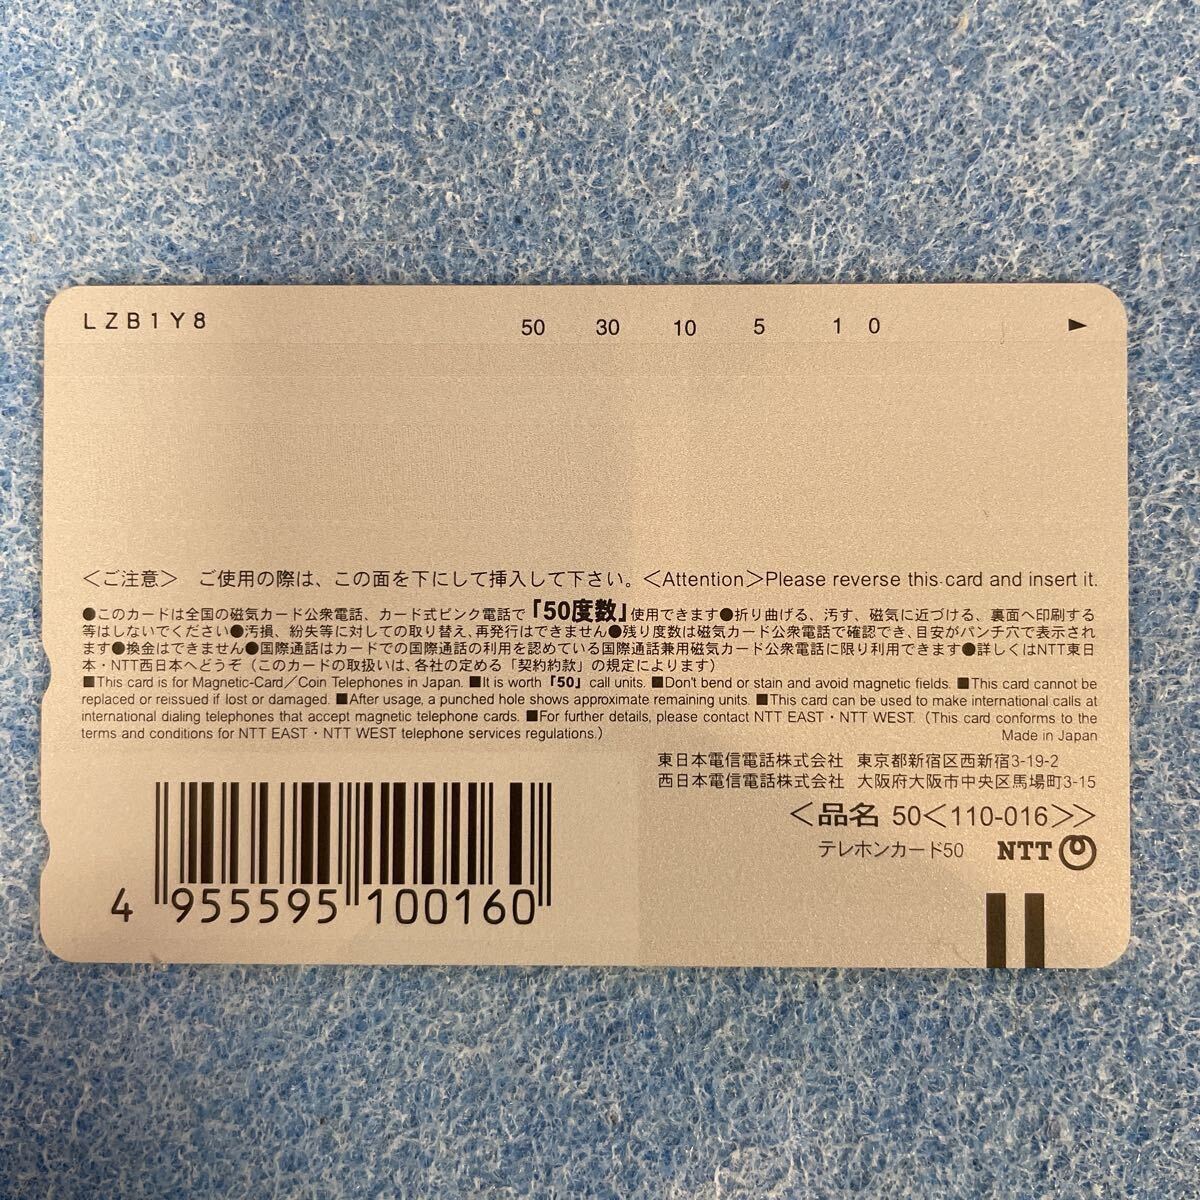 LZB1Y8
50 30 10 5 1 0 ►
＜ご注意＞ ご使用の際は、この面を下にして挿入して下さい。＜Attention＞Please reverse this card and insert it.
●このカードは全国の磁気カード公衆電話、カード式ピンク電話で「50度数」使用できます●折り曲げる、汚す、磁気に近づける、裏面へ印刷する
等はしないでください●汚損、紛失等に対しての取り替え、再発行はできません●残り度数は磁気カード公衆電話で確認でき、目安がパンチ穴で表示されます
●換金はできません●国際通話はカードでの国際通話の利用を認めている国際通話兼用磁気カード公衆電話に限り利用できます●詳しくはNTT東日
本・NTT西日本へどうぞ（このカードの取扱いは、各社の定める「契約約款」の規定によります）
■This card is for Magnetic-Card／Coin Telephones in Japan. ■It is worth「50」call units. ■Don't bend or stain and avoid magnetic fields. ■This card cannot be
replaced or reissued if lost or damaged. ■After usage, a punched hole shows approximate remaining units. ■This card can be used to make international calls at
international dialing telephones that accept magnetic telephone cards. ■For further details, please contact NTT EAST・NTT WEST.（This card conforms to the
terms and conditions for NTT EAST・NTT WEST telephone services regulations.） Made in Japan
東日本電信電話株式会社 東京都新宿区西新宿3-19-2
西日本電信電話株式会社 大阪府大阪市中央区馬場町3-15
＜品名 50＜110-016＞＞
テレホンカード50 NTT
4 955595 100160